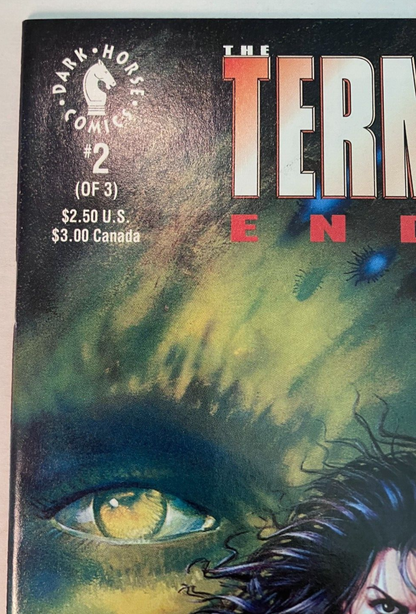 DARK · HORSE
COMICS
#2
(OF 3)
$2.50 U.S.
$3.00 Canada
THE
TERM
END